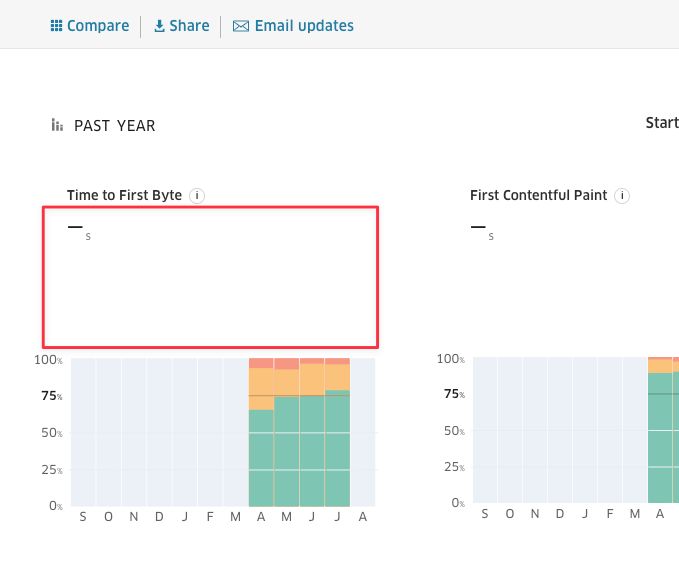 Compare Share Email updates
PAST YEAR
Start
Time to First Byte i
First Contentful Paint i
— s
— s
100%
75%
50%
25%
0%
S O N D J F M A M J J A
100%
75%
50%
25%
0%
S O N D J F M A